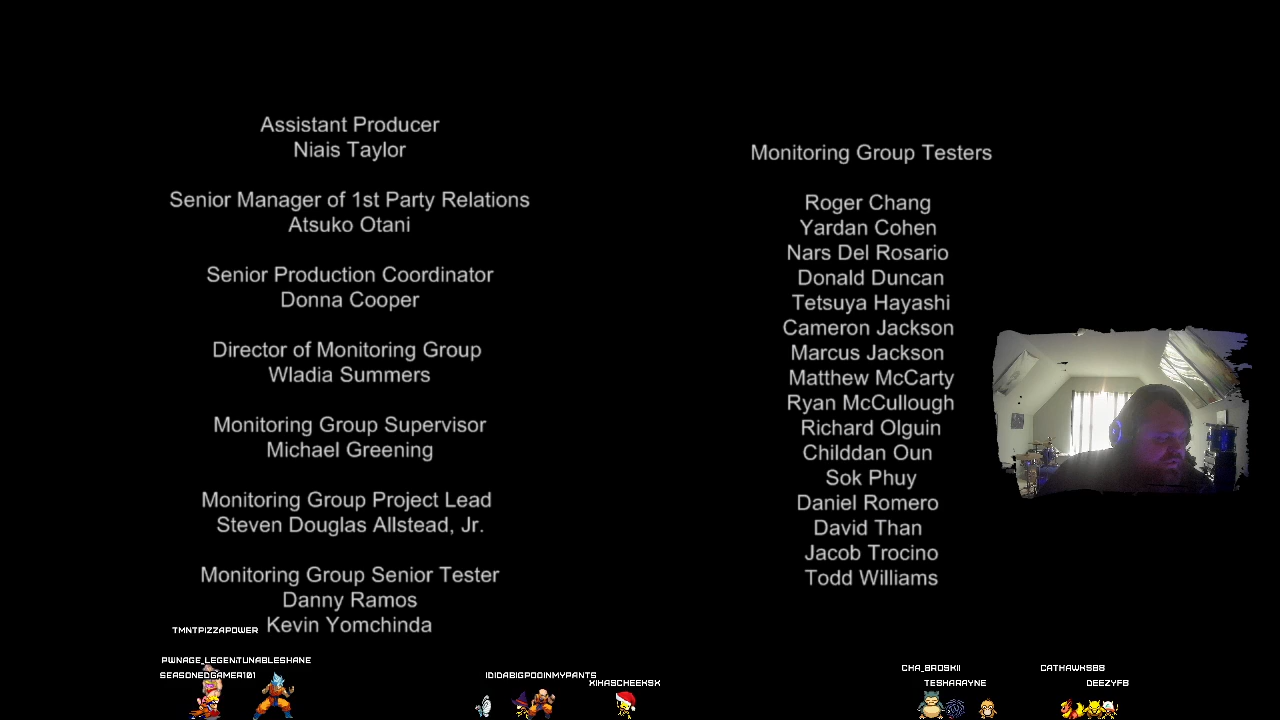 Assistant Producer
Niais Taylor
Senior Manager of 1st Party Relations
Atsuko Otani
Senior Production Coordinator
Donna Cooper
Director of Monitoring Group
Wladia Summers
Monitoring Group Supervisor
Michael Greening
Monitoring Group Project Lead
Steven Douglas Allstead, Jr.
Monitoring Group Senior Tester
Danny Ramos
Kevin Yomchinda
Monitoring Group Testers
Roger Chang
Yardan Cohen
Nars Del Rosario
Donald Duncan
Tetsuya Hayashi
Cameron Jackson
Marcus Jackson
Matthew McCarty
Ryan McCullough
Richard Olguin
Childdan Oun
Sok Phuy
Daniel Romero
David Than
Jacob Trocino
Todd Williams
TMNTPIZZAPOWER
SEASONEDGAMER101
IDIDABIGPOOINMYPANTS
XIHASCHEEKSX
CHA_BROSKII
TESHARAYNE
CATHAWK988
DEEZYFB